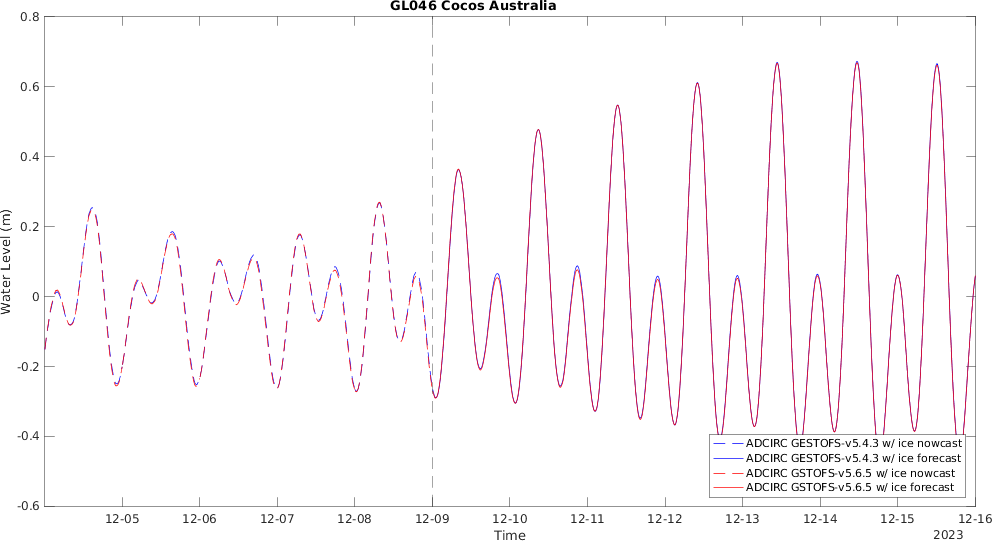 GL046 Cocos Australia
0.8
0.6
0.4
0.2
0
-0.2
-0.4
-0.6
Water Level (m)
ADCIRC GESTOFS-v5.4.3 w/ ice nowcast
ADCIRC GESTOFS-v5.4.3 w/ ice forecast
ADCIRC GSTOFS-v5.6.5 w/ ice nowcast
ADCIRC GSTOFS-v5.6.5 w/ ice forecast
12-05 12-06 12-07 12-08 12-09 12-10 12-11 12-12 12-13 12-14 12-15 12-16
Time
2023